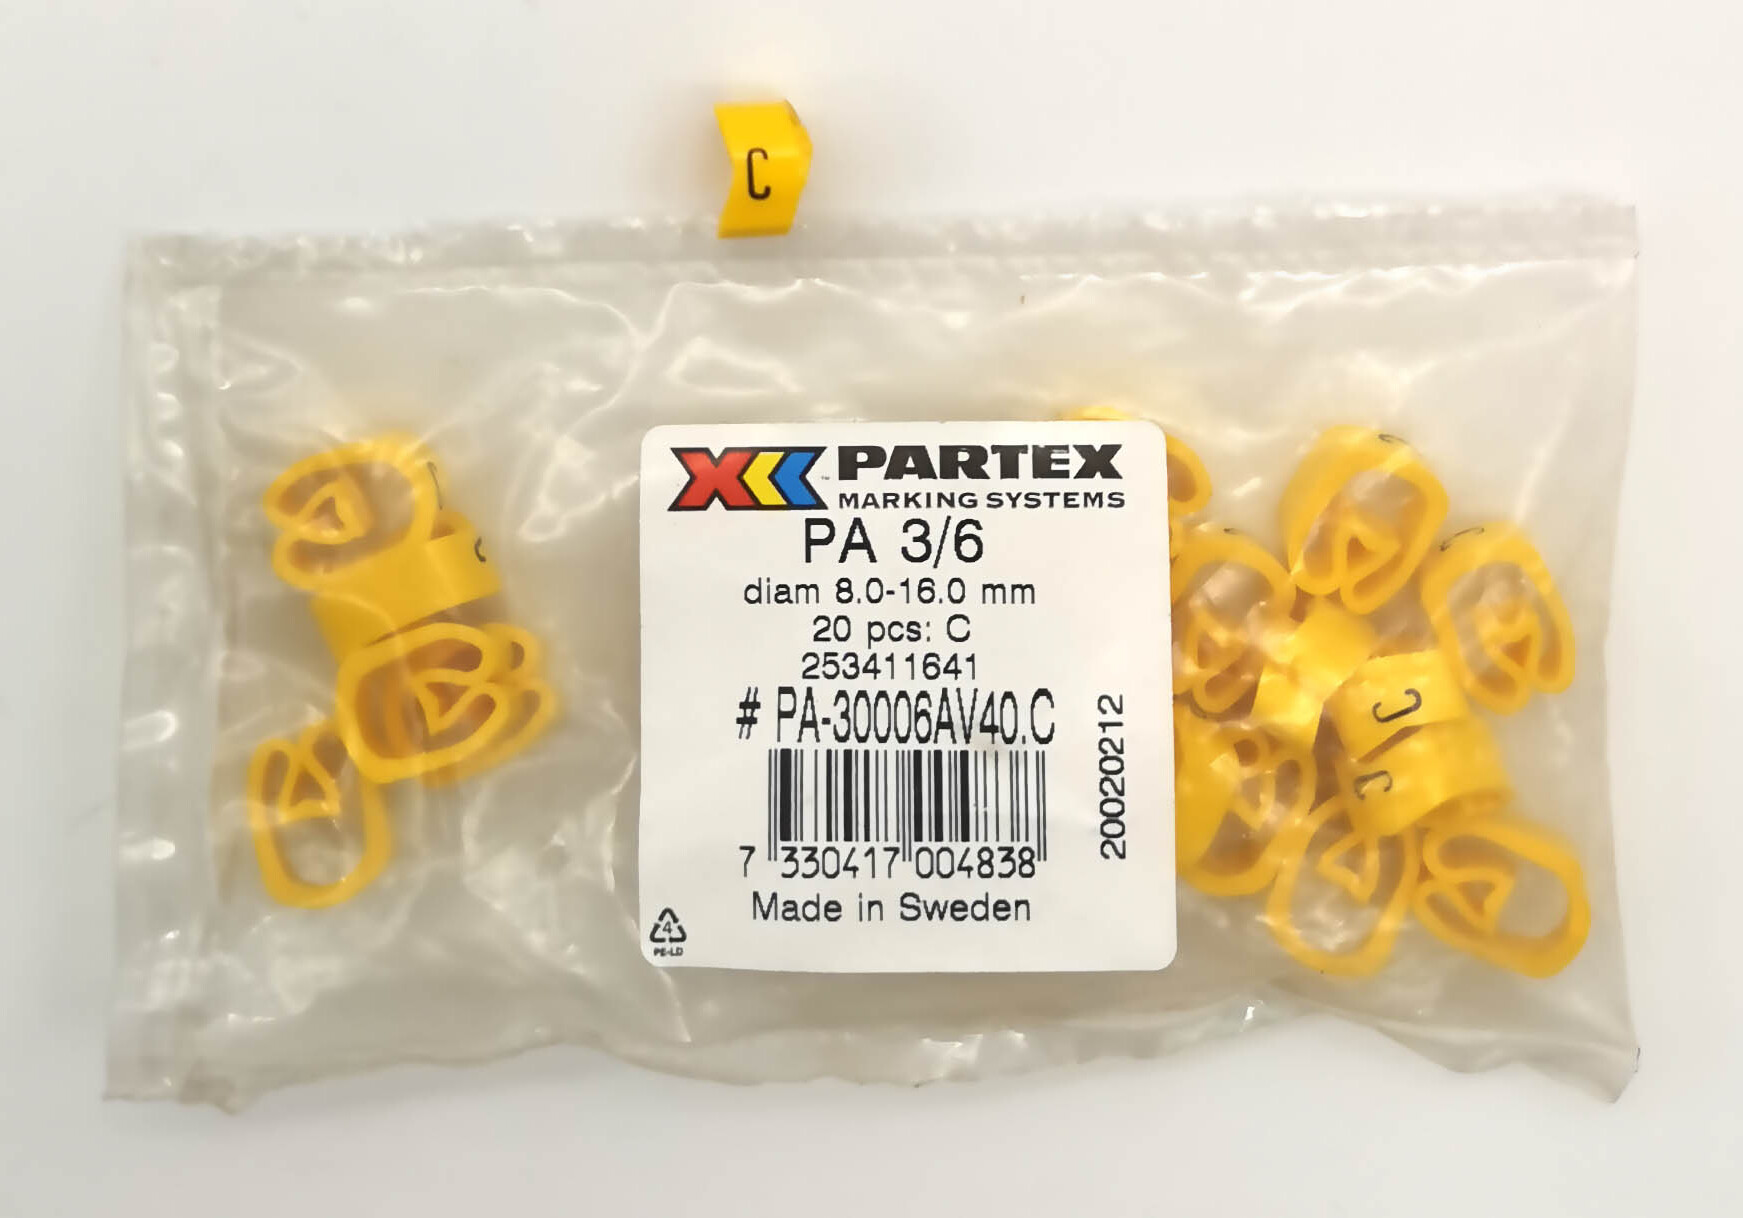 C
PARTEX
MARKING SYSTEMS
PA 3/6
diam 8.0-16.0 mm
20 pcs: C
253411641
# PA-30006AV40.C
20020212
7 330417 004838
Made in Sweden
4
PE-LD
C
C